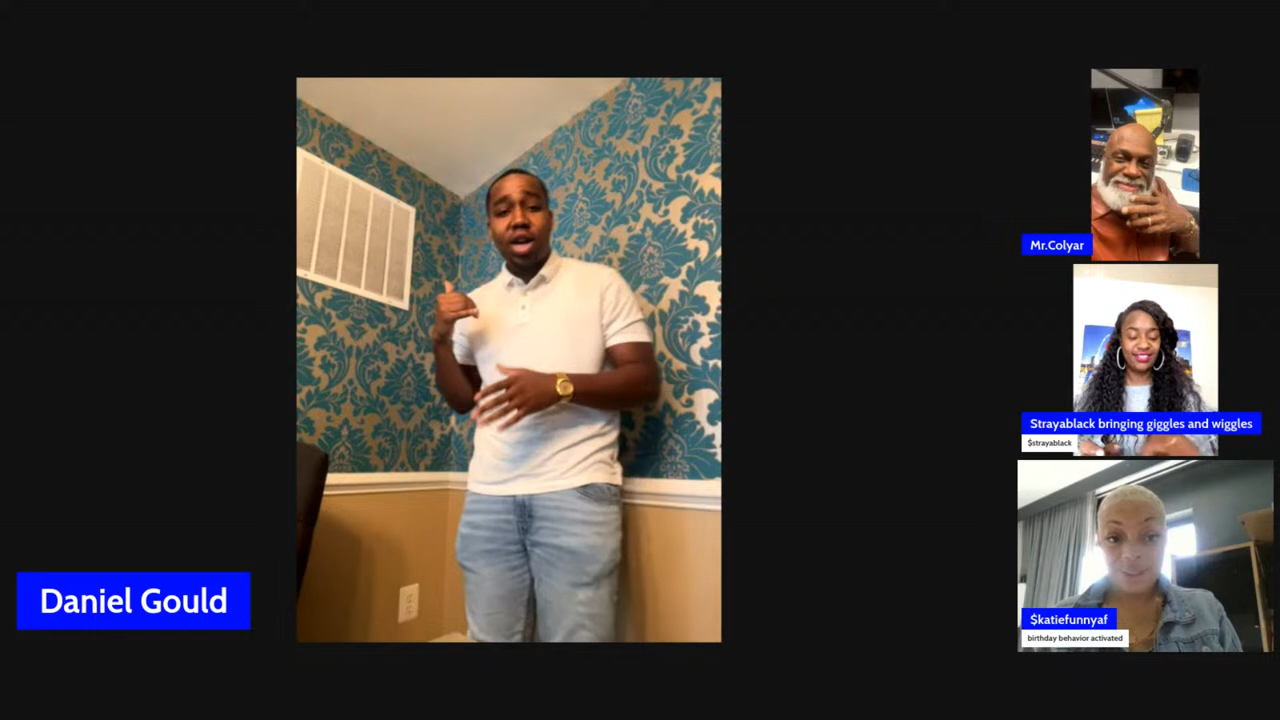 Mr.Colyar
Strayablack bringing giggles and wiggles
$strayablack
Daniel Gould
$katiefunnyaf
birthday behavior activated